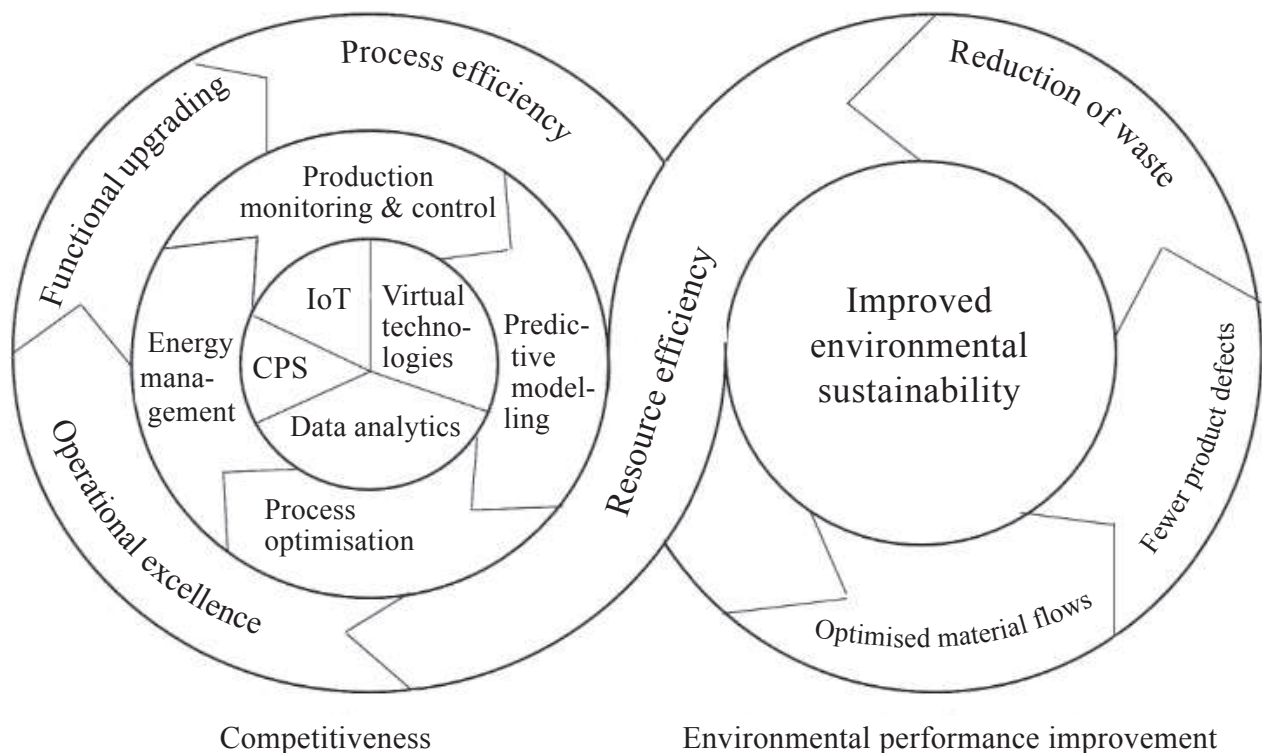 Process efficiency
Functional upgrading
Operational excellence
Production
monitoring & control
Energy
mana-
gement
Predic-
tive
model-
ling
Process
optimisation
IoT
Virtual
techno-
logies
CPS
Data analytics
Resource efficiency
Reduction of waste
Fewer product defects
Optimised material flows
Improved
environmental
sustainability
Competitiveness
Environmental performance improvement